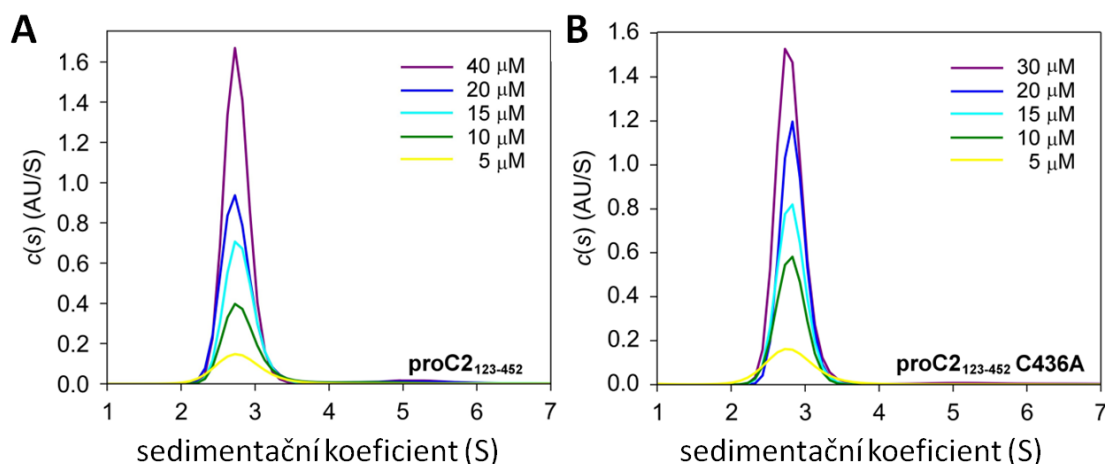 A
1.6
1.4
1.2
1.0
0.8
0.6
0.4
0.2
0.0
c(s) (AU/S)
40 μM
20 μM
15 μM
10 μM
5 μM
proC2₁₂₃₋₄₅₂
1 2 3 4 5 6 7
sedimentační koeficient (S)
B
1.6
1.4
1.2
1.0
0.8
0.6
0.4
0.2
0.0
c(s) (AU/S)
30 μM
20 μM
15 μM
10 μM
5 μM
proC2₁₂₃₋₄₅₂ C436A
1 2 3 4 5 6 7
sedimentační koeficient (S)